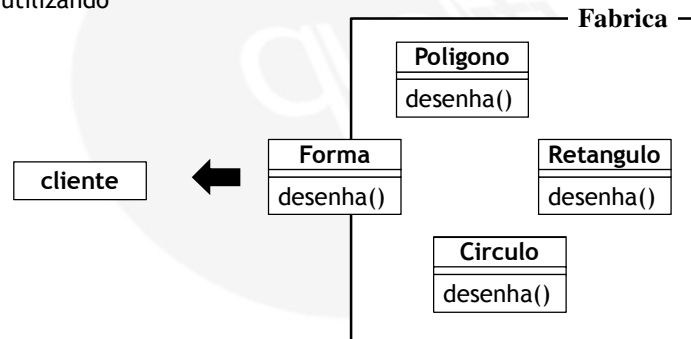 utilizando
Fabrica
Poligono
desenha()
Forma
desenha()
Retangulo
desenha()
cliente
Circulo
desenha()